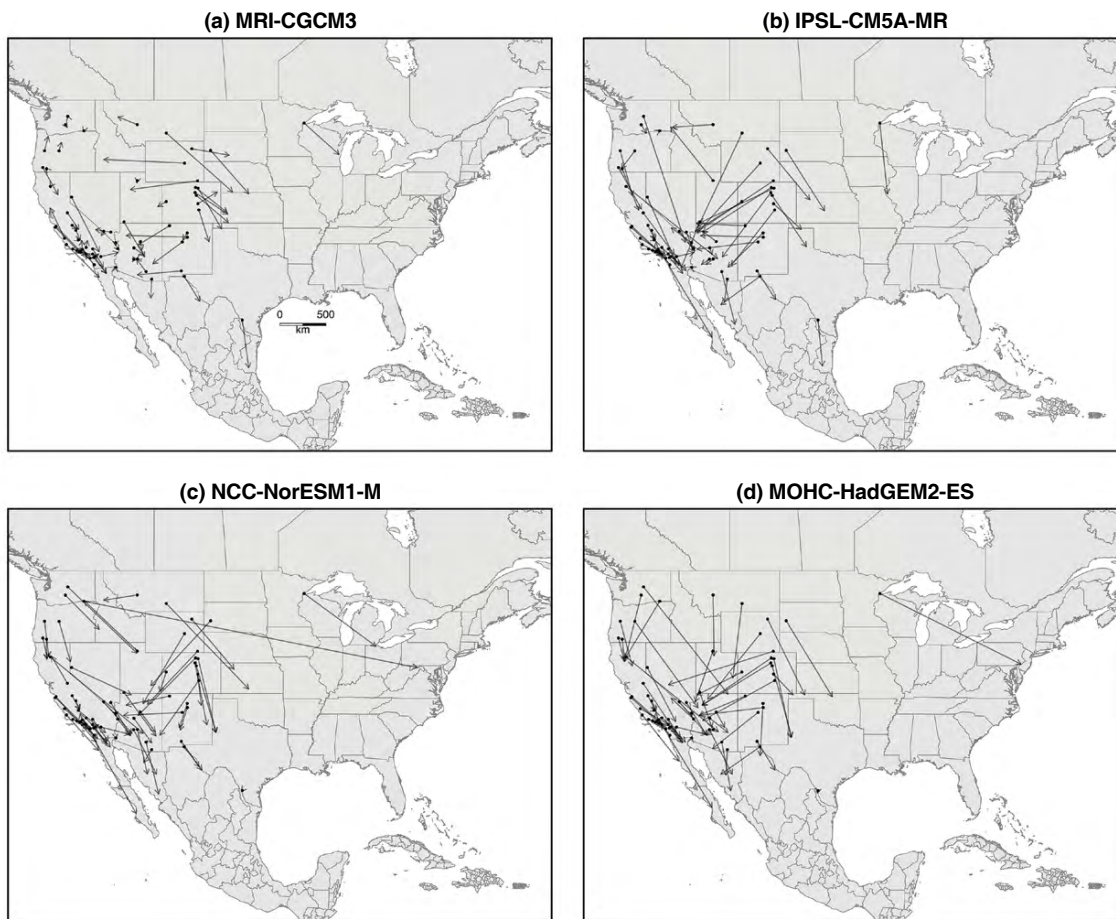 (a) MRI-CGCM3
(b) IPSL-CM5A-MR
0 500
km
(c) NCC-NorESM1-M
(d) MOHC-HadGEM2-ES